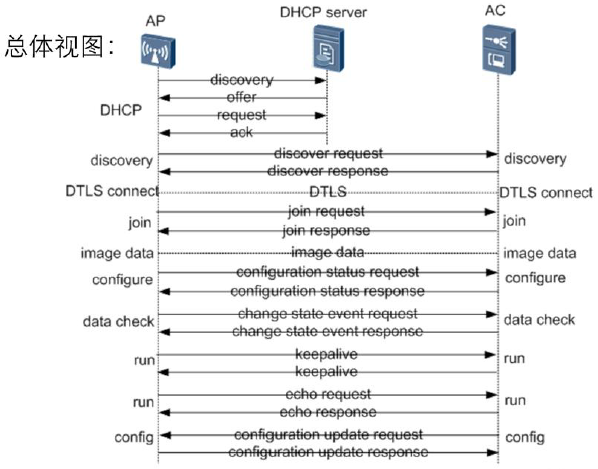 AP
DHCP server
AC
总体视图：
discovery
offer
DHCP
request
ack
discover request
discovery
discovery
discover response
DTLS connect
DTLS
DTLS connect
join request
join
join
join response
image data
image data
image data
configuration status request
configure
configure
configuration status response
change state event request
data check
data check
change state event response
keepalive
run
run
keepalive
echo request
run
run
echo response
configuration update request
config
config
configuration update response